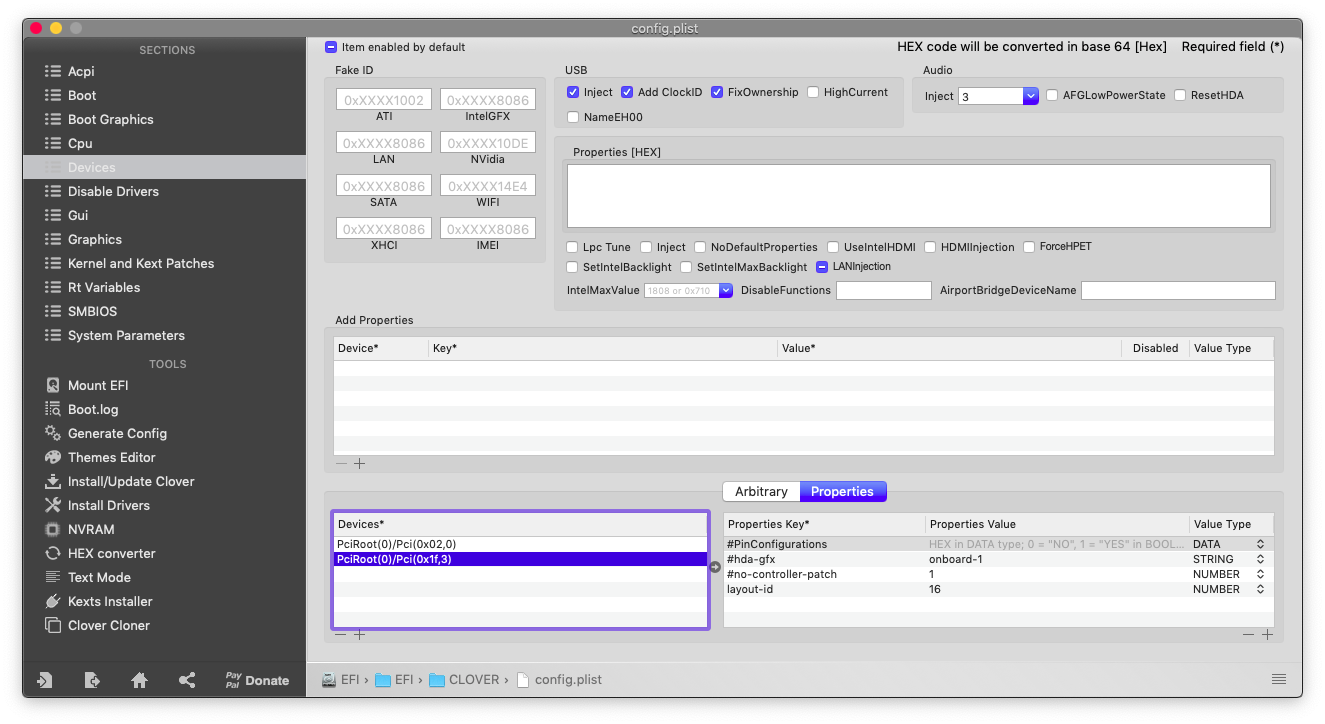 config.plist
SECTIONS
Acpi
Boot
Boot Graphics
Cpu
Devices
Disable Drivers
Gui
Graphics
Kernel and Kext Patches
Rt Variables
SMBIOS
System Parameters
TOOLS
Mount EFI
Boot.log
Generate Config
Themes Editor
Install/Update Clover
Install Drivers
NVRAM
HEX converter
Text Mode
Kexts Installer
Clover Cloner
Pay Pal Donate
Item enabled by default
HEX code will be converted in base 64 [Hex] Required field (*)
Fake ID
0xXXXX1002 0xXXXX8086
ATI IntelGFX
0xXXXX8086 0xXXXX10DE
LAN NVidia
0xXXXX8086 0xXXXX14E4
SATA WIFI
0xXXXX8086 0xXXXX8086
XHCI IMEI
USB
Inject Add ClockID FixOwnership HighCurrent
NameEH00
Audio
Inject 3 AFGLowPowerState ResetHDA
Properties [HEX]
Lpc Tune Inject NoDefaultProperties UseIntelHDMI HDMIInjection ForceHPET
SetIntelBacklight SetIntelMaxBacklight LANInjection
IntelMaxValue 1808 or 0x710 DisableFunctions AirportBridgeDeviceName
Add Properties
Device* Key* Value* Disabled Value Type
Arbitrary Properties
Devices*
PciRoot(0)/Pci(0x02,0)
PciRoot(0)/Pci(0x1f,3)
Properties Key* Properties Value Value Type
#PinConfigurations HEX in DATA type; 0 = "NO", 1 = "YES" in BOOL... DATA
#hda-gfx onboard-1 STRING
#no-controller-patch 1 NUMBER
layout-id 16 NUMBER
EFI › EFI › CLOVER › config.plist